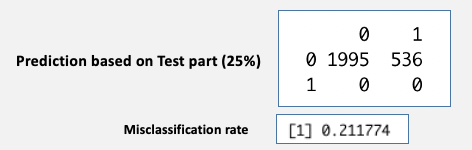 0 1
Prediction based on Test part (25%) 0 1995 536
1 0 0
Misclassification rate [1] 0.211774